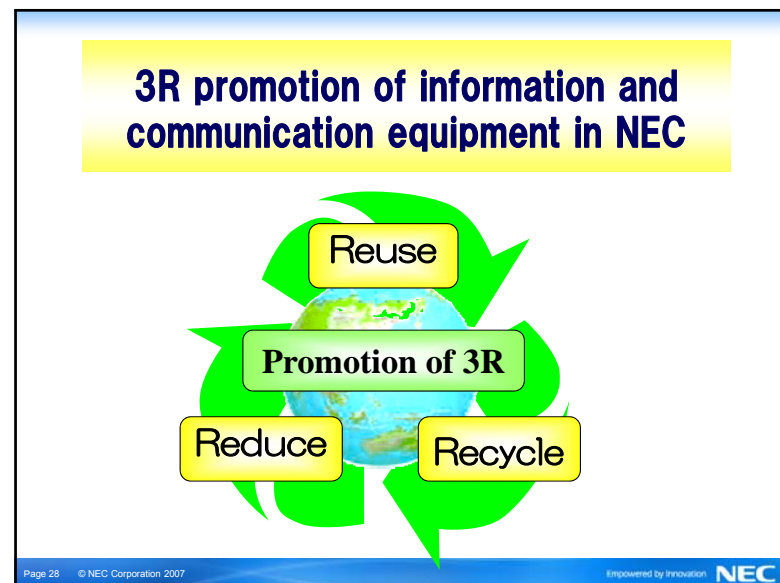 3R promotion of information and
communication equipment in NEC
Reuse
Promotion of 3R
Reduce
Recycle
Page 28 © NEC Corporation 2007
Empowered by Innovation NEC